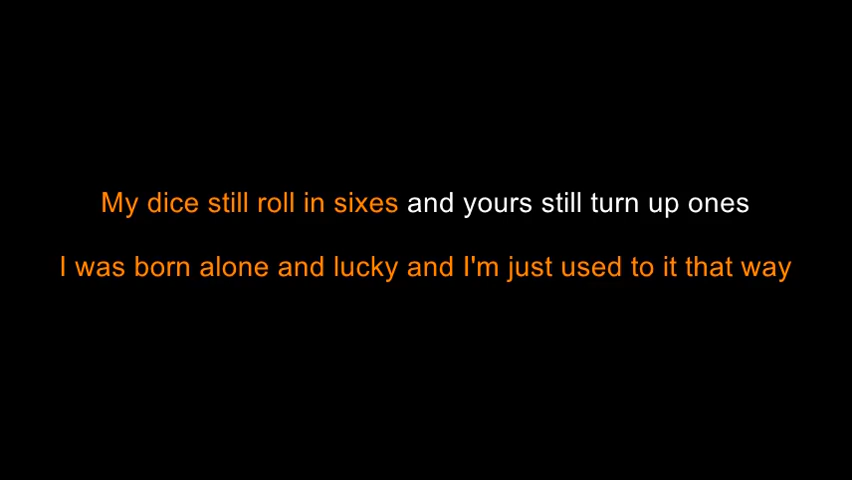 My dice still roll in sixes and yours still turn up ones
I was born alone and lucky and I'm just used to it that way